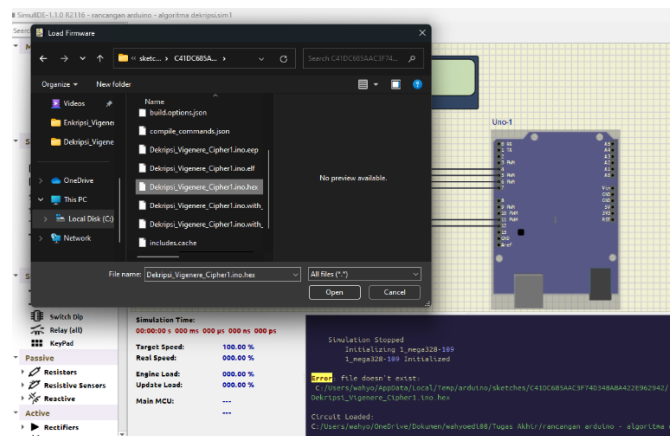 SimulIDE-1.1.0 R2116 - rancangan arduino - algoritma dekripsi.sim1
Load Firmware
« sketc... › C41DC685A... ›
Search C41DC685AAC3F74...
Organize
New folder
Videos
Enkripsi_Vigene
Dekripsi_Vigene
OneDrive
This PC
Local Disk (C:)
Network
Name
build.options.json
compile_commands.json
Dekripsi_Vigenere_Cipher1.ino.eep
Dekripsi_Vigenere_Cipher1.ino.elf
Dekripsi_Vigenere_Cipher1.ino.hex
Dekripsi_Vigenere_Cipher1.ino.with_
Dekripsi_Vigenere_Cipher1.ino.with_
includes.cache
No preview available.
File name: Dekripsi_Vigenere_Cipher1.ino.hex
All files (*.*)
Open
Cancel
Uno-1
Switch Dip
Relay (all)
KeyPad
Passive
Resistors
Resistive Sensors
Reactive
Active
Rectifiers
Simulation Time:
00:00:00 s 000 ms 000 µs 000 ns 000 ps
Target Speed: 100.00 %
Real Speed: 000.00 %
Engine Load: 000.00 %
Update Load: 000.00 %
Main MCU: ---
---
Simulation Stopped
Initializing 1_mega328-109
1_mega328-109 Initialized
Error file doesn't exist:
C:/Users/wahyo/AppData/Local/Temp/arduino/sketches/C41DC685AAC3F74D348ABA422E962942/
Dekripsi_Vigenere_Cipher1.ino.hex
Circuit Loaded:
C:/Users/wahyo/OneDrive/Dokumen/wahyoedi08/Tugas Akhir/rancangan arduino - algoritma